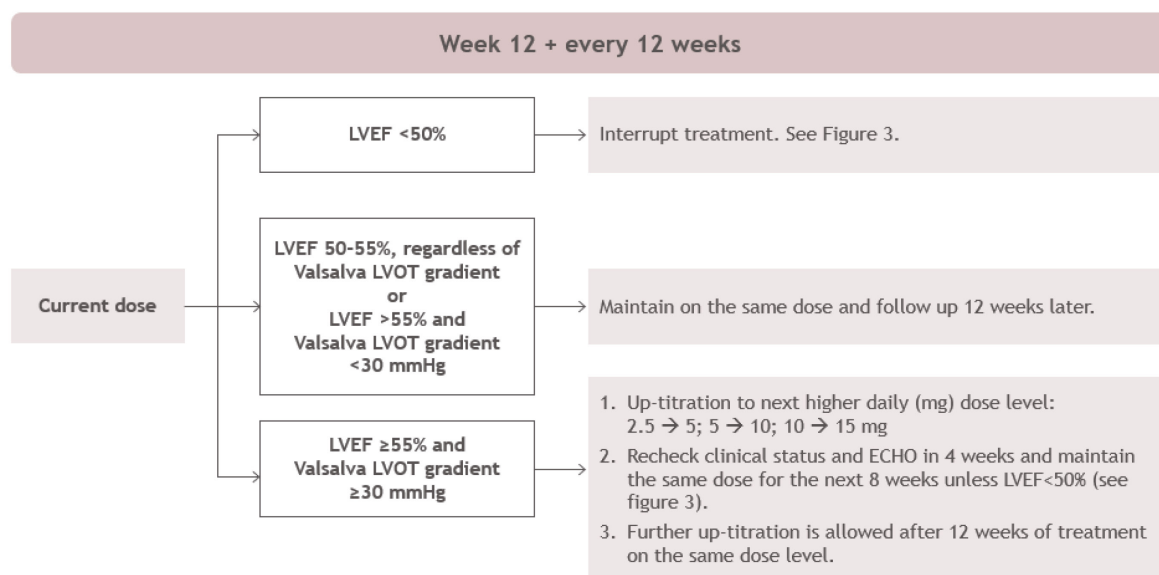 Week 12 + every 12 weeks
LVEF <50%
Interrupt treatment. See Figure 3.
Current dose
LVEF 50-55%, regardless of
Valsalva LVOT gradient
or
LVEF >55% and
Valsalva LVOT gradient
<30 mmHg
Maintain on the same dose and follow up 12 weeks later.
LVEF ≥55% and
Valsalva LVOT gradient
≥30 mmHg
1. Up-titration to next higher daily (mg) dose level:
2.5 → 5; 5 → 10; 10 → 15 mg
2. Recheck clinical status and ECHO in 4 weeks and maintain
the same dose for the next 8 weeks unless LVEF<50% (see
figure 3).
3. Further up-titration is allowed after 12 weeks of treatment
on the same dose level.